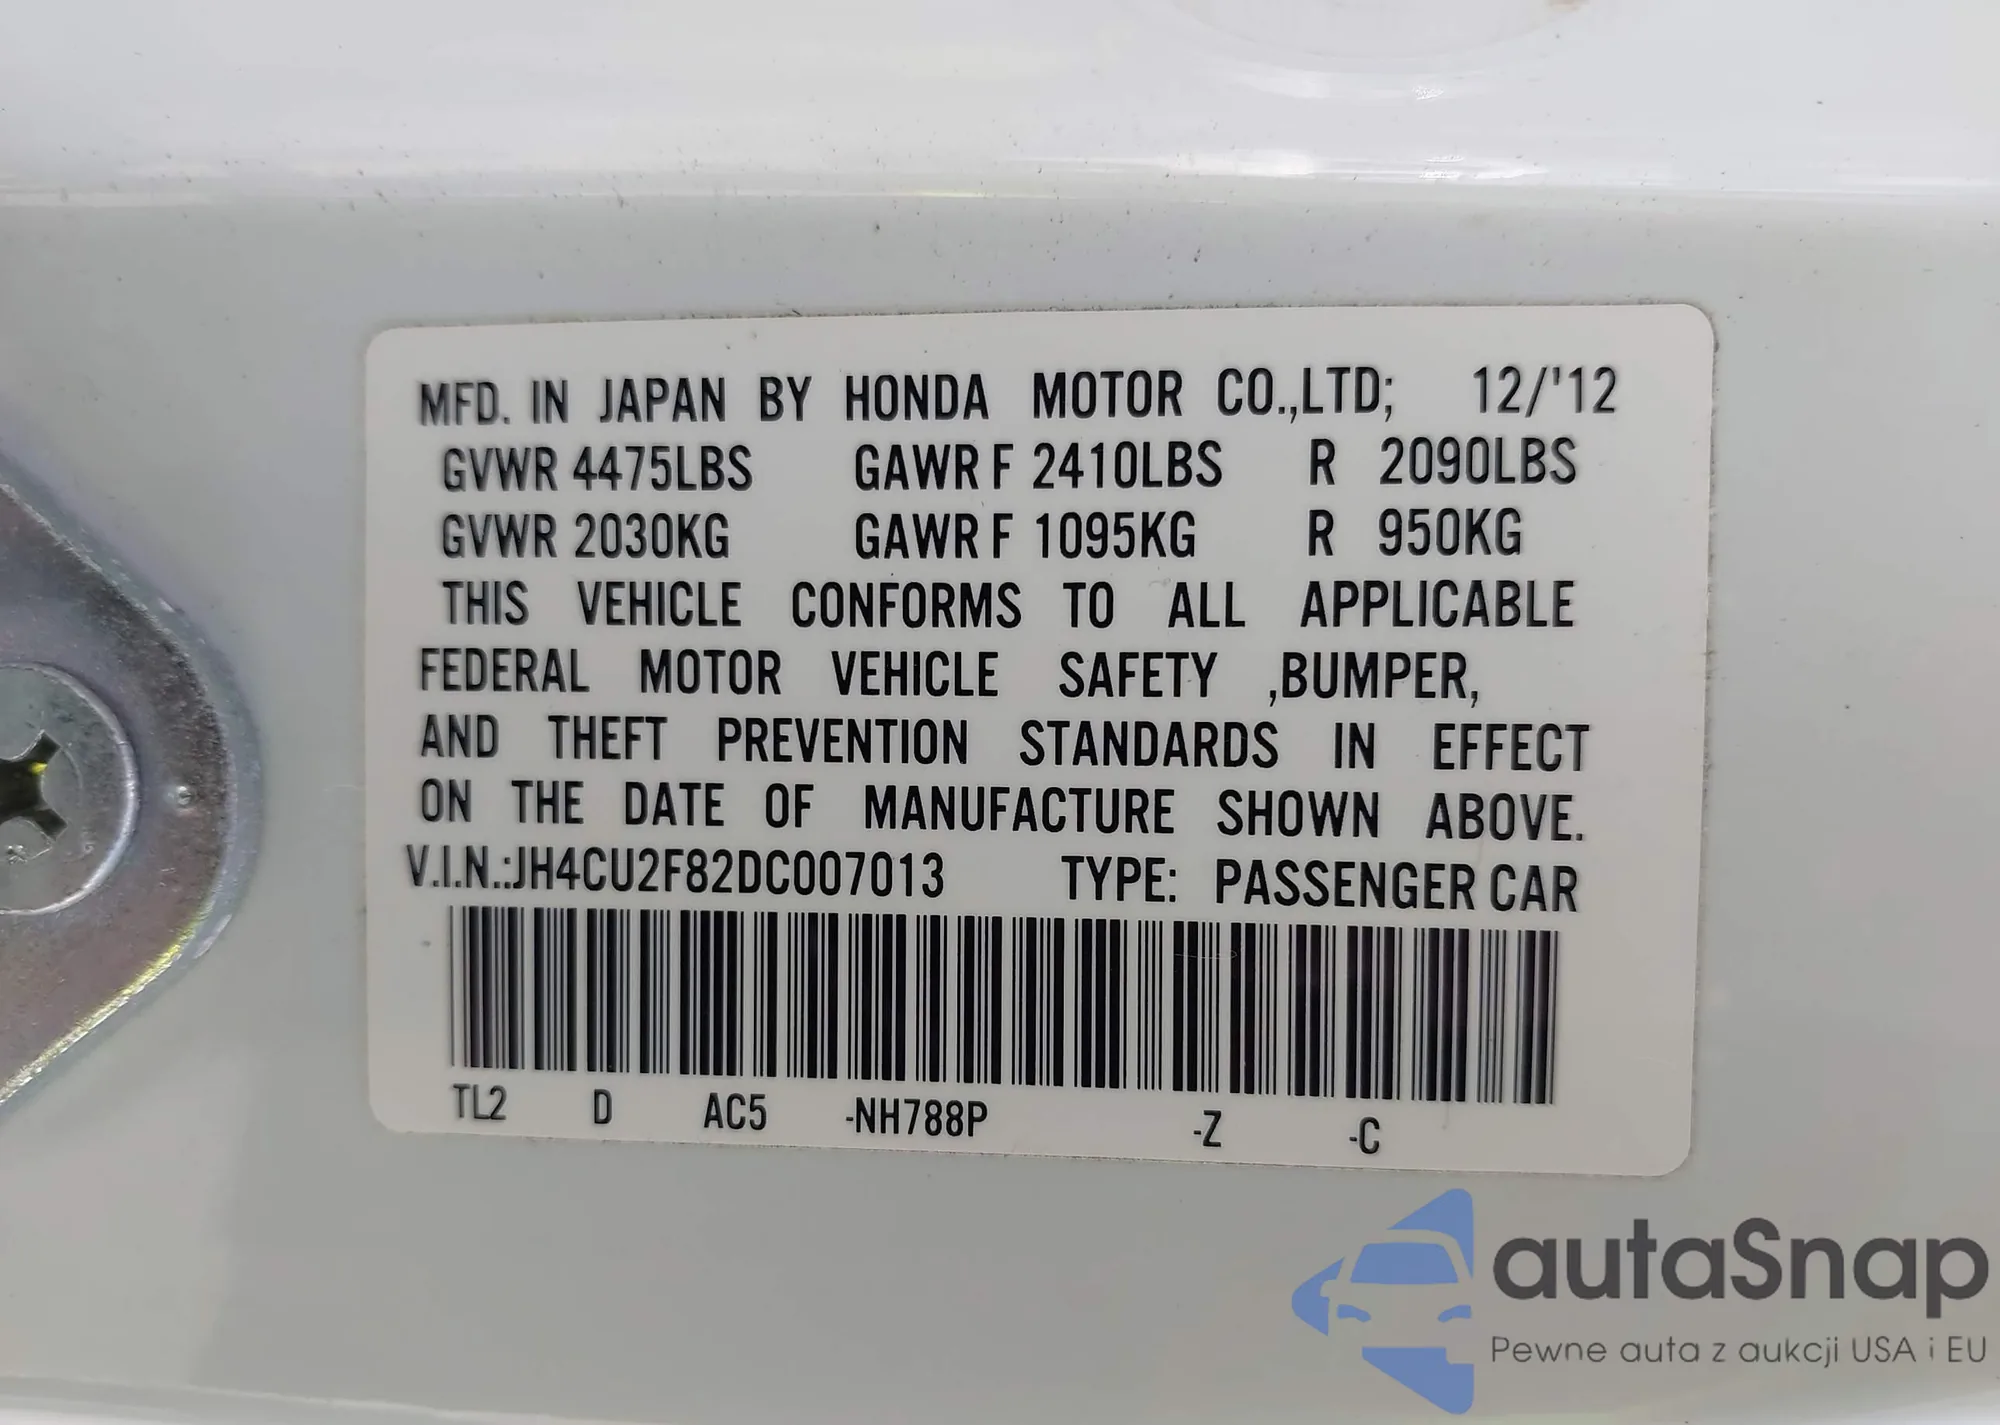 MFD. IN JAPAN BY HONDA MOTOR CO.,LTD; 12/'12
GVWR 4475LBS GAWR F 2410LBS R 2090LBS
GVWR 2030KG GAWR F 1095KG R 950KG
THIS VEHICLE CONFORMS TO ALL APPLICABLE
FEDERAL MOTOR VEHICLE SAFETY ,BUMPER,
AND THEFT PREVENTION STANDARDS IN EFFECT
ON THE DATE OF MANUFACTURE SHOWN ABOVE.
V.I.N.:JH4CU2F82DC007013 TYPE: PASSENGER CAR
TL2 D AC5 -NH788P -Z -C
autaSnap
Pewne auta z aukcji USA i EU